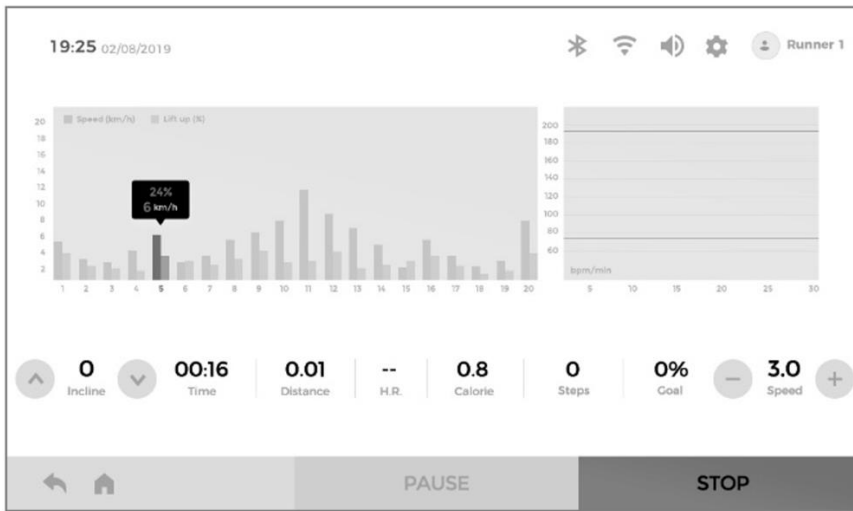 19:25 02/08/2019
Runner 1
Speed (km/h) Lift up (%)
20
18
16
14
12
10
8
6
4
2
24%
6 km/h
1 2 3 4 5 6 7 8 9 10 11 12 13 14 15 16 17 18 19 20
200
180
160
140
120
100
80
60
bpm/min
5 10 15 20 25 30
0 00:16 0.01 -- 0.8 0 0% 3.0
Incline Time Distance H.R. Calorie Steps Goal Speed
PAUSE STOP